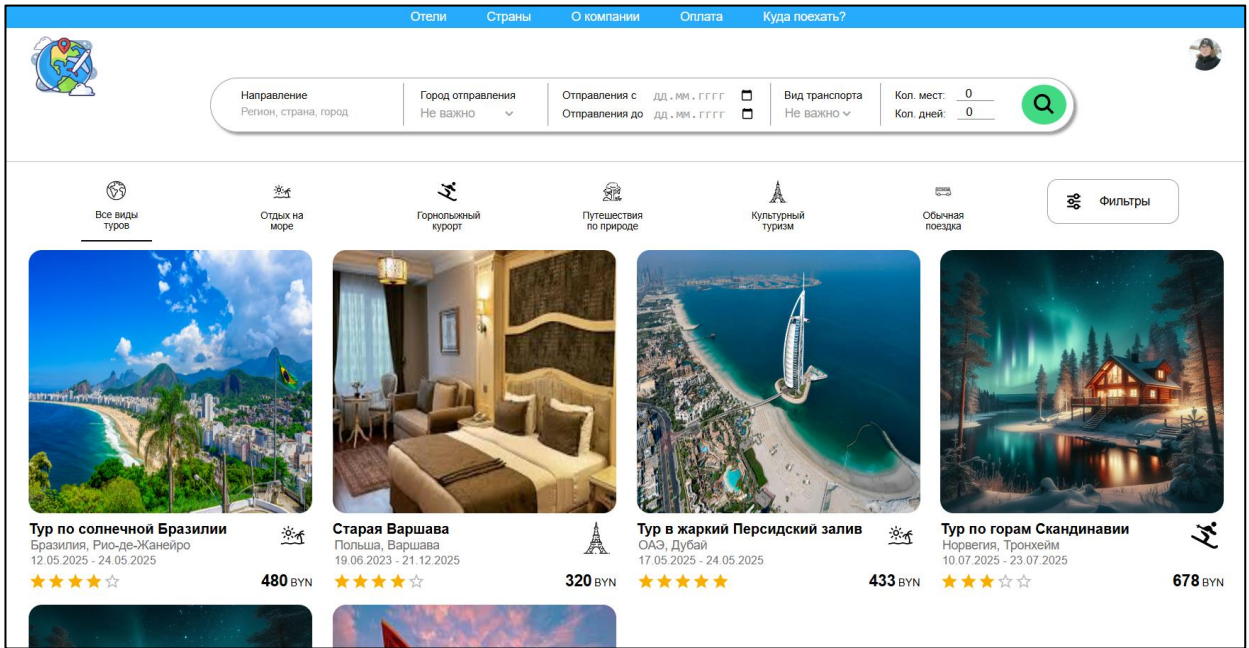 Отели Страны О компании Оплата Куда поехать?
Направление Город отправления Отправления с дд.мм.гггг Вид транспорта Кол. мест: 0
Регион, страна, город Не важно Отправления до дд.мм.гггг Не важно Кол. дней: 0
Все виды
туров
Отдых на
море
Горнолыжный
курорт
Путешествия
по природе
Культурный
туризм
Обычная
поездка
Фильтры
Тур по солнечной Бразилии
Бразилия, Рио-де-Жанейро
12.05.2025 - 24.05.2025
480 BYN
Старая Варшава
Польша, Варшава
19.06.2023 - 21.12.2025
320 BYN
Тур в жаркий Персидский залив
ОАЭ, Дубай
17.05.2025 - 24.05.2025
433 BYN
Тур по горам Скандинавии
Норвегия, Тронхейм
10.07.2025 - 23.07.2025
678 BYN